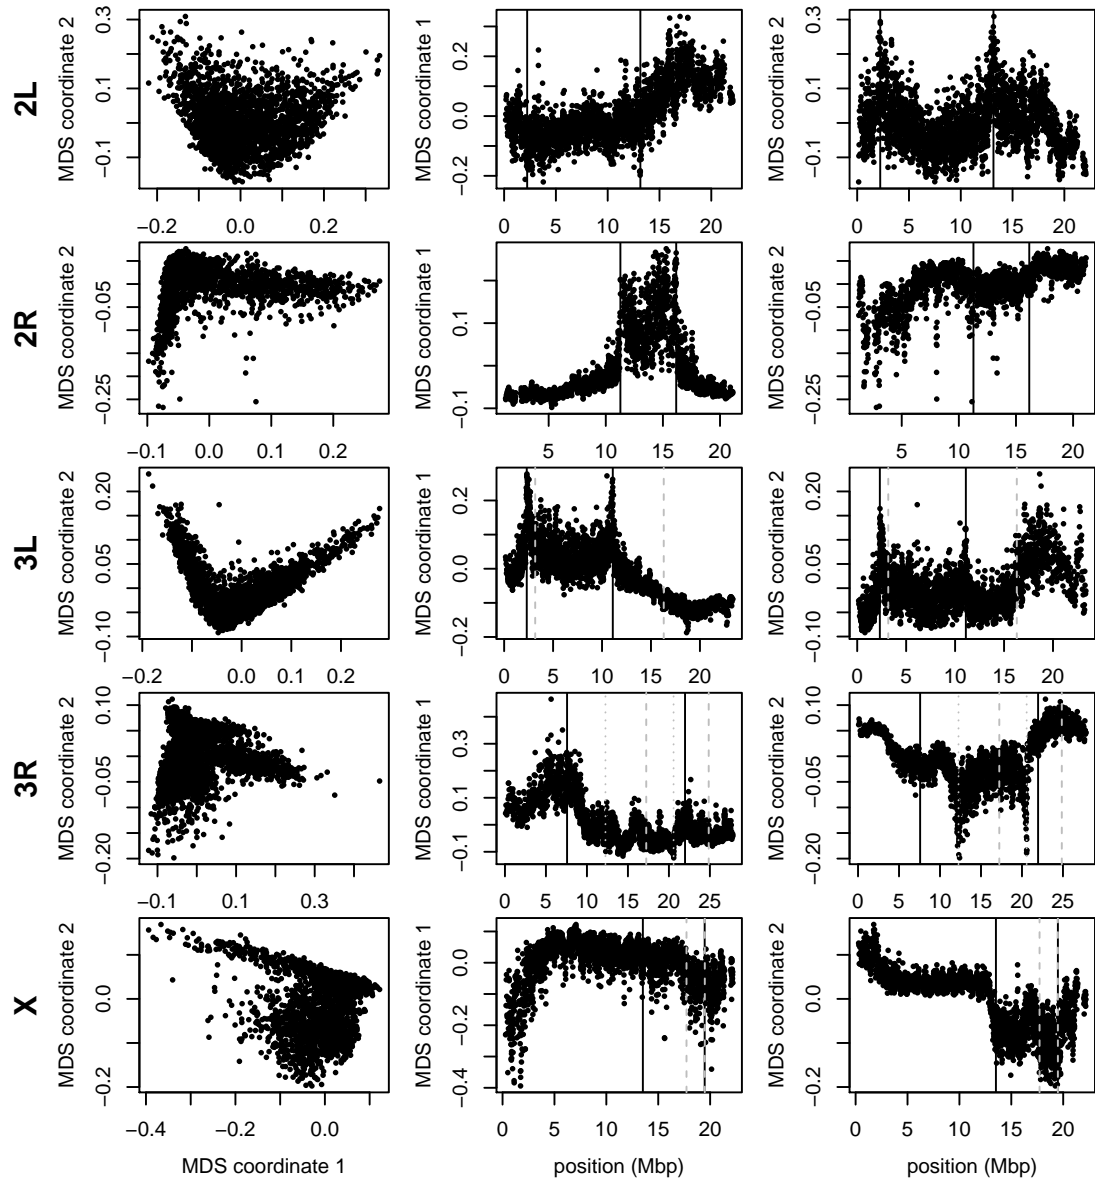 2L
MDS coordinate 2
−0.1 0.1 0.3
−0.2 0.0 0.2
MDS coordinate 1
−0.2 0.0 0.2
0 5 10 15 20
MDS coordinate 2
−0.1 0.1 0.3
0 5 10 15 20
2R
MDS coordinate 2
−0.25 −0.05
−0.1 0.0 0.1 0.2
MDS coordinate 1
−0.1 0.1
5 10 15 20
MDS coordinate 2
−0.25 −0.05
5 10 15 20
3L
MDS coordinate 2
−0.10 0.05 0.20
−0.2 0.0 0.1 0.2
MDS coordinate 1
−0.2 0.0 0.2
0 5 10 15 20
MDS coordinate 2
−0.10 0.05 0.20
0 5 10 15 20
3R
MDS coordinate 2
−0.20 −0.05 0.10
−0.1 0.1 0.3
MDS coordinate 1
−0.1 0.1 0.3
0 5 10 15 20 25
MDS coordinate 2
−0.20 −0.05 0.10
0 5 10 15 20 25
X
MDS coordinate 2
−0.2 0.0
−0.4 −0.2 0.0
MDS coordinate 1
MDS coordinate 1
−0.4 −0.2 0.0
0 5 10 15 20
position (Mbp)
MDS coordinate 2
−0.2 0.0
0 5 10 15 20
position (Mbp)